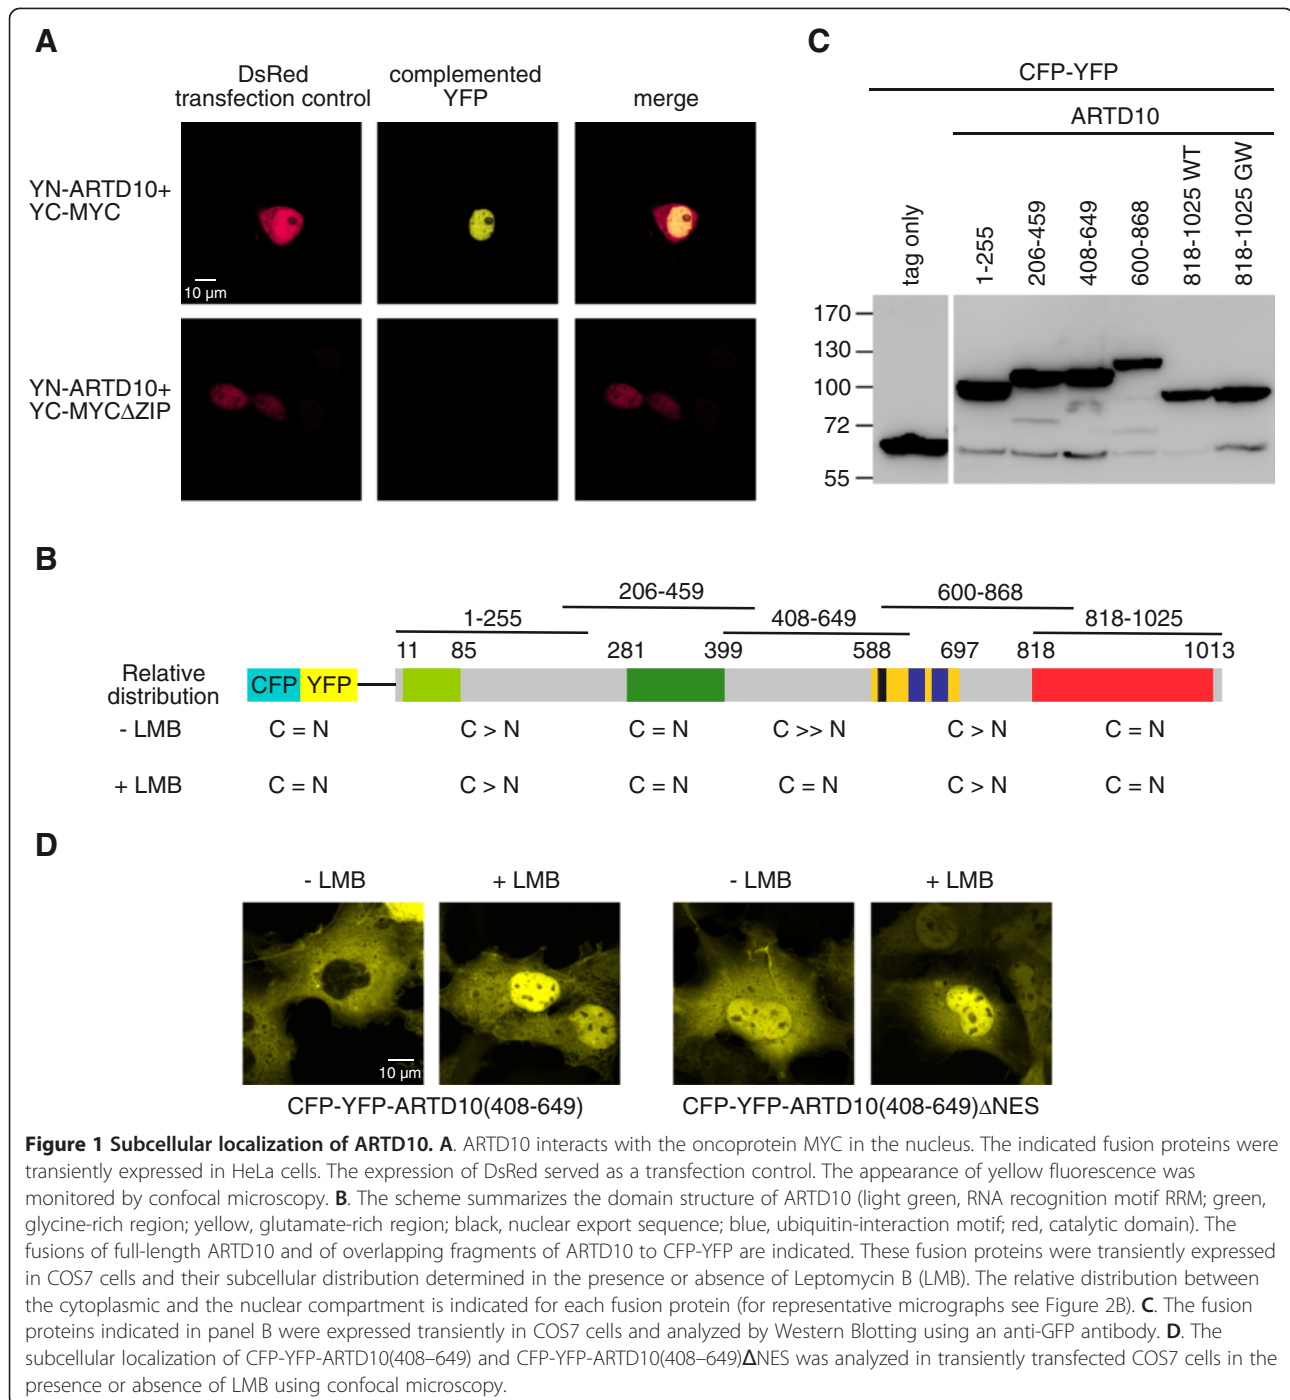 A
DsRed
transfection control
complemented
YFP
merge
YN-ARTD10+
YC-MYC
10 µm
YN-ARTD10+
YC-MYCΔZIP
C
CFP-YFP
ARTD10
tag only
1-255
206-459
408-649
600-868
818-1025 WT
818-1025 GW
170
130
100
72
55
B
206-459
600-868
1-255
408-649
818-1025
11 85 281 399 588 697 818 1013
Relative
distribution
CFP YFP
- LMB C = N C > N C = N C >> N C > N C = N
+ LMB C = N C > N C = N C = N C > N C = N
D
- LMB + LMB - LMB + LMB
10 µm
CFP-YFP-ARTD10(408-649) CFP-YFP-ARTD10(408-649)ΔNES
Figure 1 Subcellular localization of ARTD10. A. ARTD10 interacts with the oncoprotein MYC in the nucleus. The indicated fusion proteins were
transiently expressed in HeLa cells. The expression of DsRed served as a transfection control. The appearance of yellow fluorescence was
monitored by confocal microscopy. B. The scheme summarizes the domain structure of ARTD10 (light green, RNA recognition motif RRM; green,
glycine-rich region; yellow, glutamate-rich region; black, nuclear export sequence; blue, ubiquitin-interaction motif; red, catalytic domain). The
fusions of full-length ARTD10 and of overlapping fragments of ARTD10 to CFP-YFP are indicated. These fusion proteins were transiently expressed
in COS7 cells and their subcellular distribution determined in the presence or absence of Leptomycin B (LMB). The relative distribution between
the cytoplasmic and the nuclear compartment is indicated for each fusion protein (for representative micrographs see Figure 2B). C. The fusion
proteins indicated in panel B were expressed transiently in COS7 cells and analyzed by Western Blotting using an anti-GFP antibody. D. The
subcellular localization of CFP-YFP-ARTD10(408–649) and CFP-YFP-ARTD10(408–649)ΔNES was analyzed in transiently transfected COS7 cells in the
presence or absence of LMB using confocal microscopy.